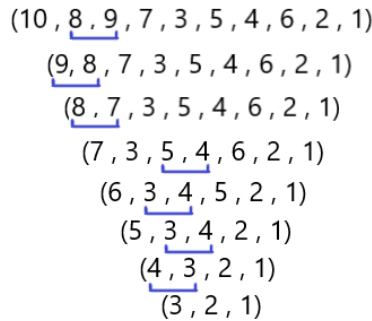 (10 , 8 , 9 , 7 , 3 , 5 , 4 , 6 , 2 , 1)
(9, 8 , 7 , 3 , 5 , 4 , 6 , 2 , 1)
(8 , 7 , 3 , 5 , 4 , 6 , 2 , 1)
(7 , 3 , 5 , 4 , 6 , 2 , 1)
(6 , 3 , 4 , 5 , 2 , 1)
(5 , 3 , 4 , 2 , 1)
(4 , 3 , 2 , 1)
(3 , 2 , 1)